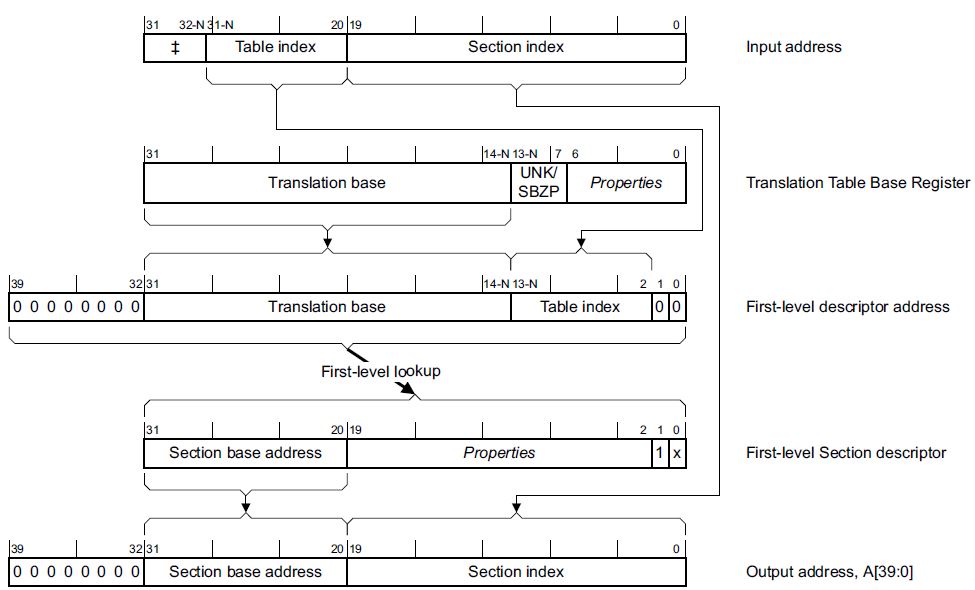 31 32-N 31-N 20 19 0
‡ Table index Section index Input address
31 14-N 13-N 7 6 0
Translation base UNK/ SBZP Properties Translation Table Base Register
39 32 31 14-N 13-N 2 1 0
0 0 0 0 0 0 0 0 Translation base Table index 0 0 First-level descriptor address
First-level lookup
31 20 19 2 1 0
Section base address Properties 1 x First-level Section descriptor
39 32 31 20 19 0
0 0 0 0 0 0 0 0 Section base address Section index Output address, A[39:0]